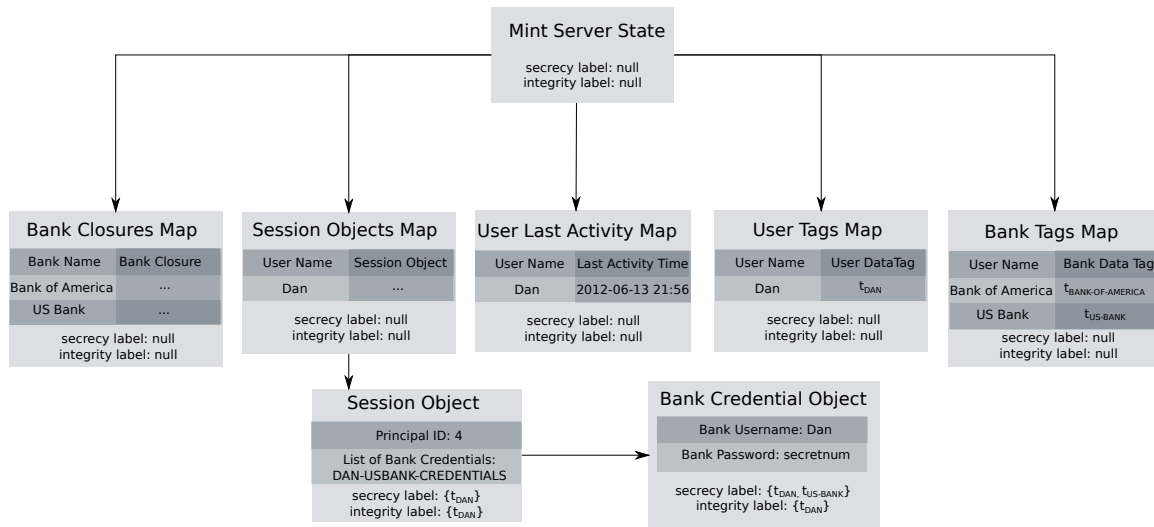 Mint Server State
secrecy label: null
integrity label: null
Bank Closures Map
Bank Name Bank Closure
Bank of America ...
US Bank ...
secrecy label: null
integrity label: null
Session Objects Map
User Name Session Object
Dan ...
secrecy label: null
integrity label: null
User Last Activity Map
User Name Last Activity Time
Dan 2012-06-13 21:56
secrecy label: null
integrity label: null
User Tags Map
User Name User DataTag
Dan tDAN
secrecy label: null
integrity label: null
Bank Tags Map
User Name Bank Data Tag
Bank of America tBANK-OF-AMERICA
US Bank tUS-BANK
secrecy label: null
integrity label: null
Session Object
Principal ID: 4
List of Bank Credentials:
DAN-USBANK-CREDENTIALS
secrecy label: {tDAN}
integrity label: {tDAN}
Bank Credential Object
Bank Username: Dan
Bank Password: secretnum
secrecy label: {tDAN, tUS-BANK}
integrity label: {tDAN}